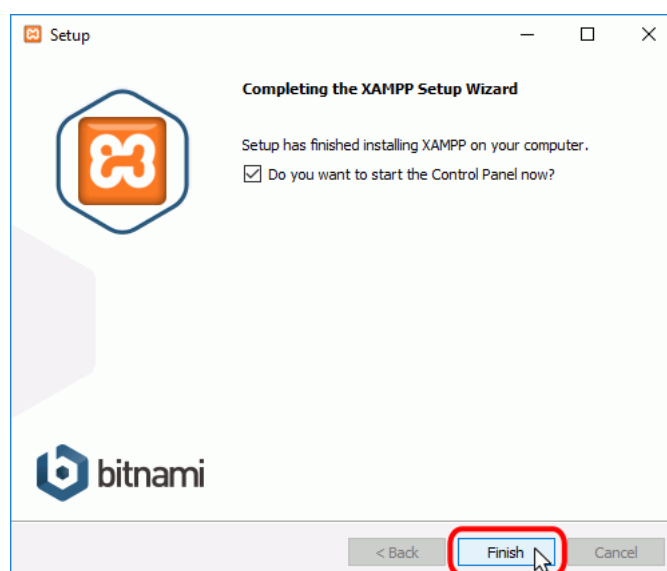 Setup
Completing the XAMPP Setup Wizard
Setup has finished installing XAMPP on your computer.
Do you want to start the Control Panel now?
bitnami
< Back
Finish
Cancel